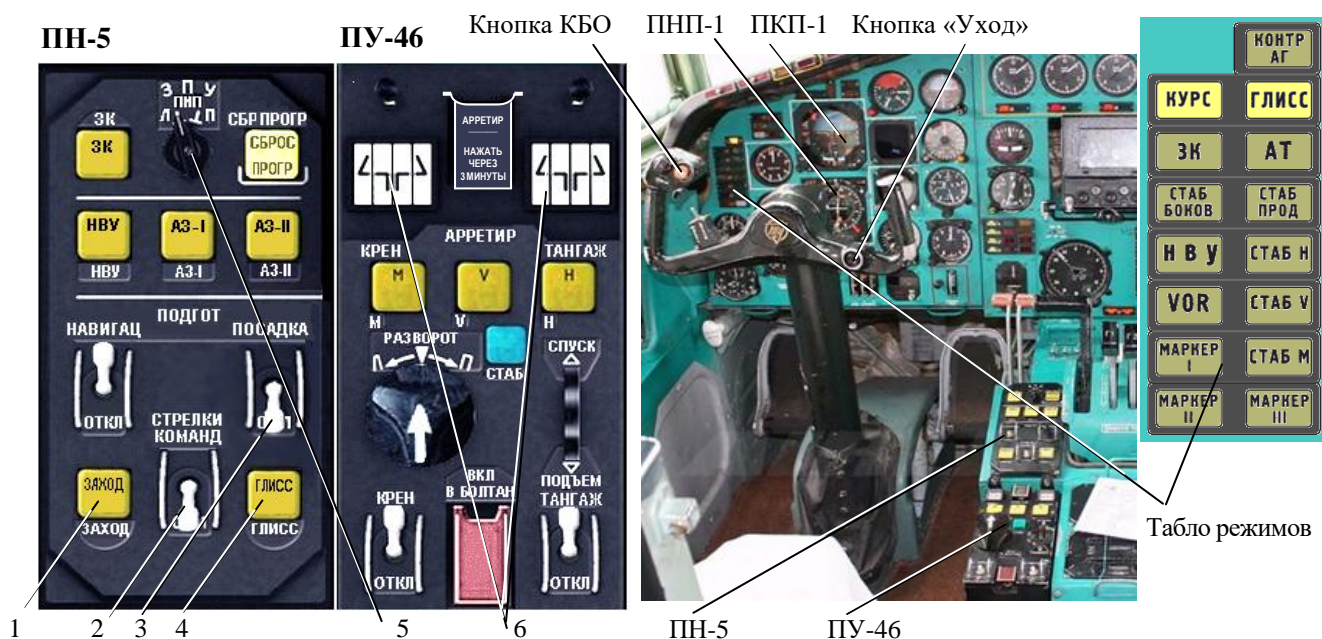 Кнопка КБО
ПНП-1
ПКП-1
Кнопка «Уход»
ПН-5
ПУ-46
З П У
ПНП
Л
П
ЗК
ЗК
СБР ПРОГР
СБРОС
ПРОГР
НВУ
АЗ-I
АЗ-II
НВУ
АЗ-I
АЗ-II
ПОДГОТ
НАВИГАЦ
ПОСАДКА
ОТКЛ
СТРЕЛКИ
КОМАНД
ЗАХОД
ГЛИСС
ЗАХОД
ГЛИСС
АРРЕТИР
НАЖАТЬ
ЧЕРЕЗ
3 МИНУТЫ
АРРЕТИР
КРЕН
ТАНГАЖ
М
V
Н
М
V
Н
РАЗВОРОТ
СТАБ
СПУСК
ВКЛ
В БОЛТАН
ПОДЪЕМ
КРЕН
ТАНГАЖ
ОТКЛ
ОТКЛ
КОНТР
АГ
КУРС
ГЛИСС
ЗК
АТ
СТАБ
БОКОВ
СТАБ
ПРОД
НВУ
СТАБ Н
VOR
СТАБ V
МАРКЕР
I
СТАБ М
МАРКЕР
II
МАРКЕР
III
Табло режимов
1
2
3
4
5
6
ПН-5
ПУ-46